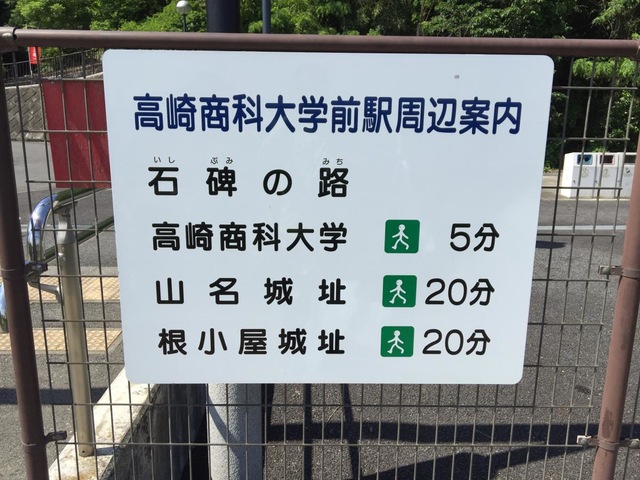 高崎商科大学前駅周辺案内
いし ぶみ みち
石碑の路
高崎商科大学 5分
山名城址 20分
根小屋城址 20分